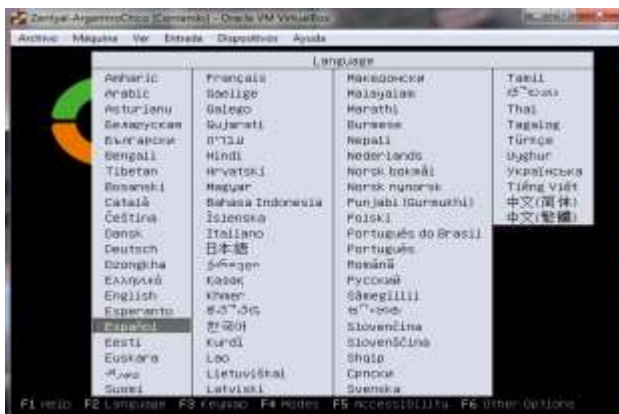 Zentyal-ArgemiroChico [Corriendo] - Oracle VM VirtualBox
Archivo Máquina Ver Entrada Dispositivos Ayuda
Language
Amharic
Arabic
Asturianu
Беларуская
Български
Bengali
Tibetan
Bosanski
Català
Čeština
Dansk
Deutsch
Dzongkha
Ελληνικά
English
Esperanto
Español
Eesti
Euskara
Suomi
Français
Gaeilge
Galego
Gujarati
עברית
Hindi
Hrvatski
Magyar
Bahasa Indonesia
Íslenska
Italiano
日本語
ქართული
Қазақ
Khmer
ಕನ್ನಡ
한국어
Kurdî
Lao
Lietuviškai
Latviski
Македонски
Malayalam
Marathi
Burmese
Nepali
Nederlands
Norsk bokmål
Norsk nynorsk
Punjabi (Gurmukhi)
Polski
Português do Brasil
Português
Română
Русский
Sámegillii
Slovenčina
Slovenščina
Shqip
Српски
Svenska
Tamil
Thai
Tagalog
Türkçe
Uyghur
Українська
Tiếng Việt
中文(简体)
中文(繁體)
F1 Help F2 Language F3 Keymap F4 Modes F5 Accessibility F6 Other Options